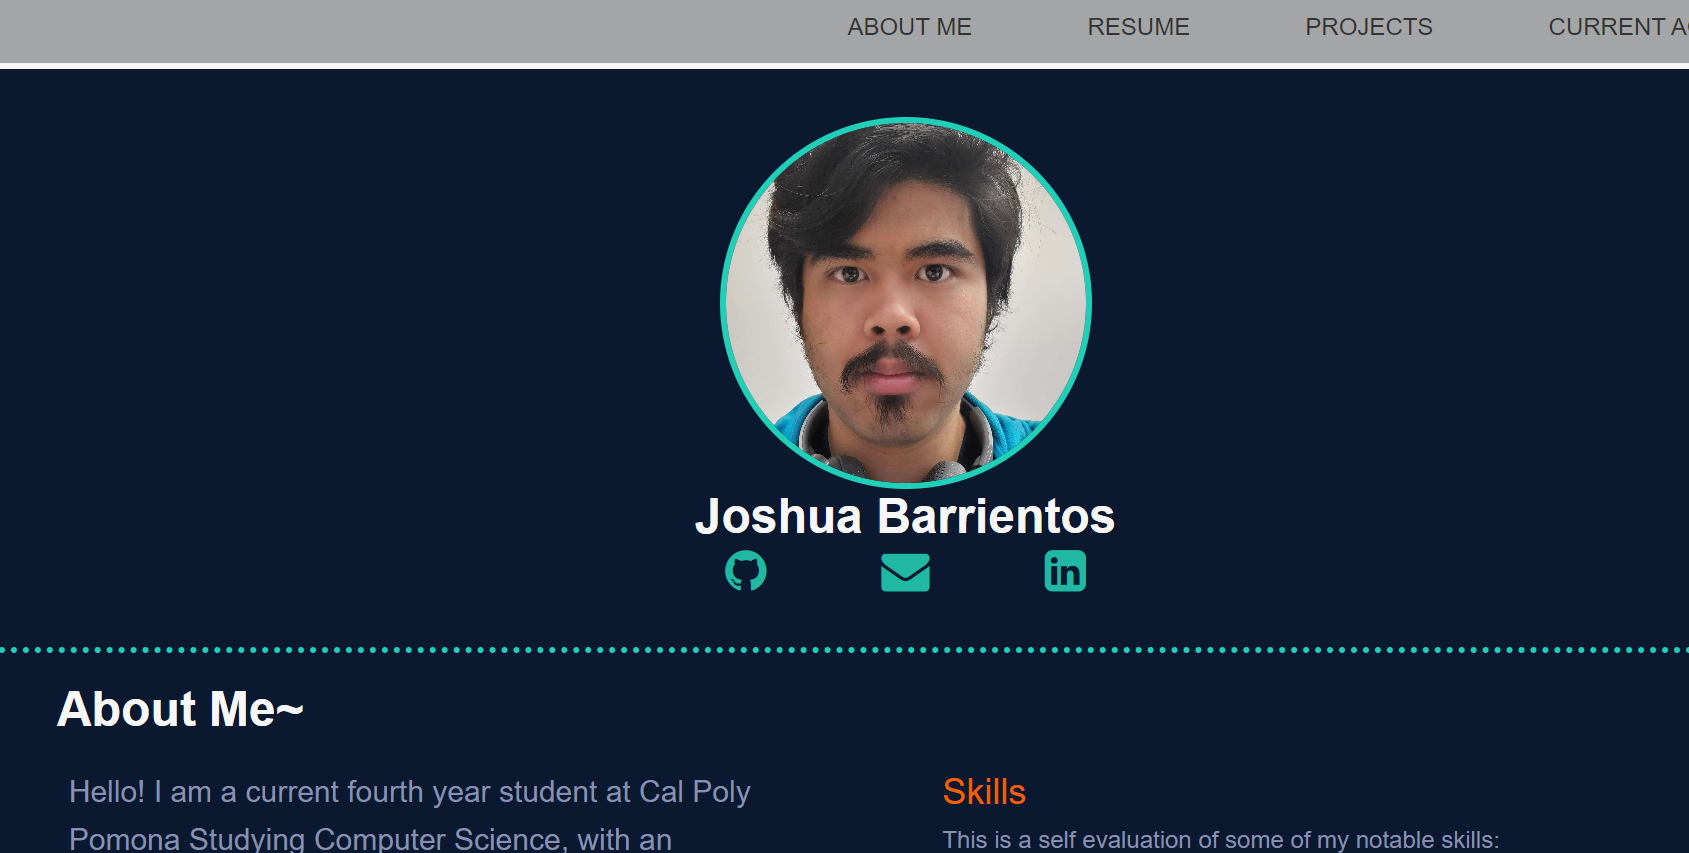 ABOUT ME RESUME PROJECTS CURRENT
Joshua Barrientos
in
About Me~
Hello! I am a current fourth year student at Cal Poly
Pomona Studying Computer Science, with an
Skills
This is a self evaluation of some of my notable skills: